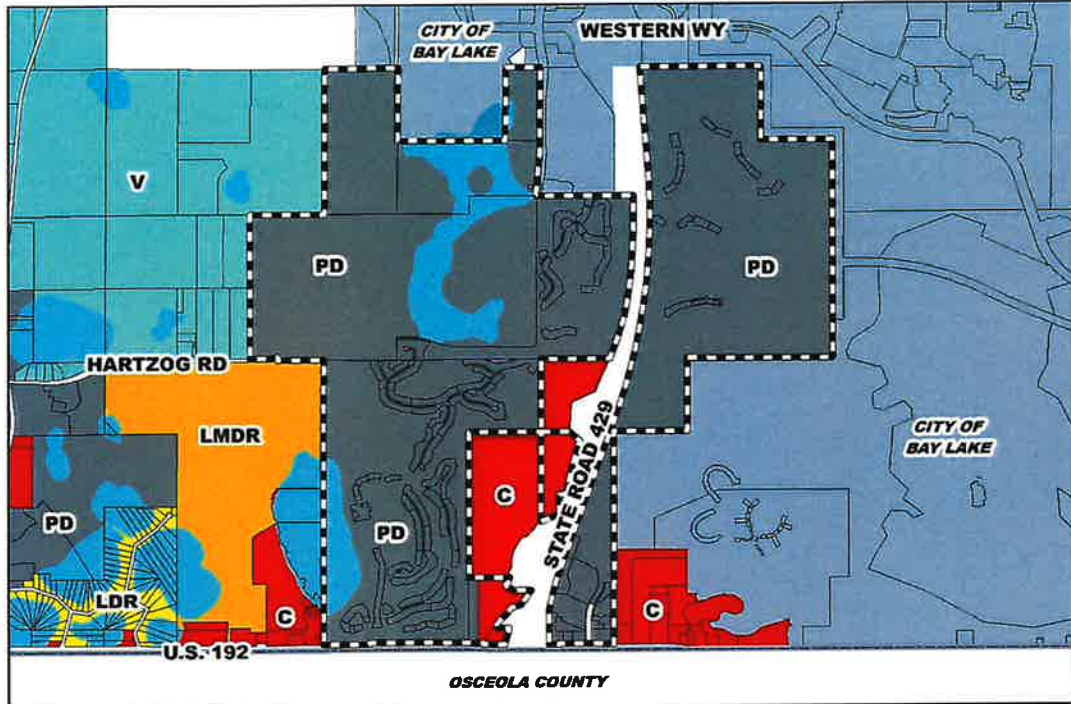 CITY OF
BAY LAKE
WESTERN WY
V
PD
PD
HARTZOG RD
LMDR
STATE ROAD 429
CITY OF
BAY LAKE
C
PD
PD
LDR
C
C
U.S. 192
OSCEOLA COUNTY